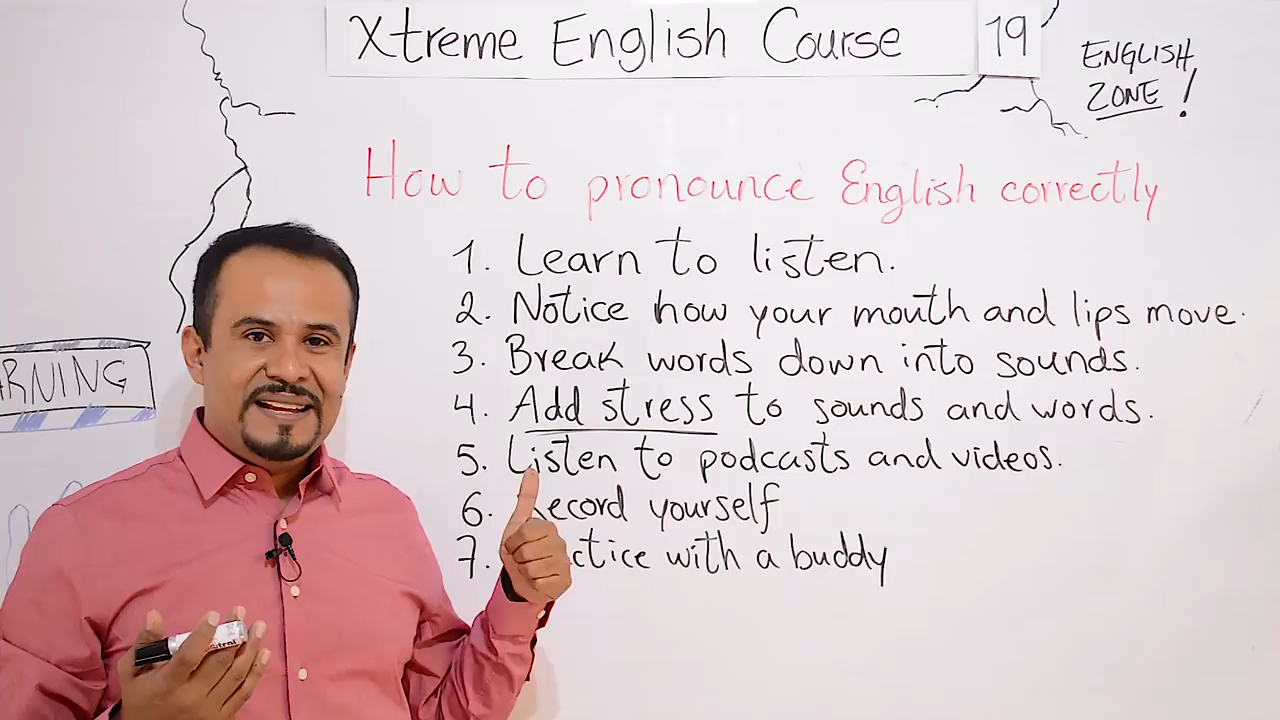 Xtreme English Course 19
ENGLISH
ZONE!
How to pronounce English correctly
1. Learn to listen.
2. Notice how your mouth and lips move.
3. Break words down into sounds.
4. Add stress to sounds and words.
5. Listen to podcasts and videos.
6. Record yourself
7. with a buddy
RNING